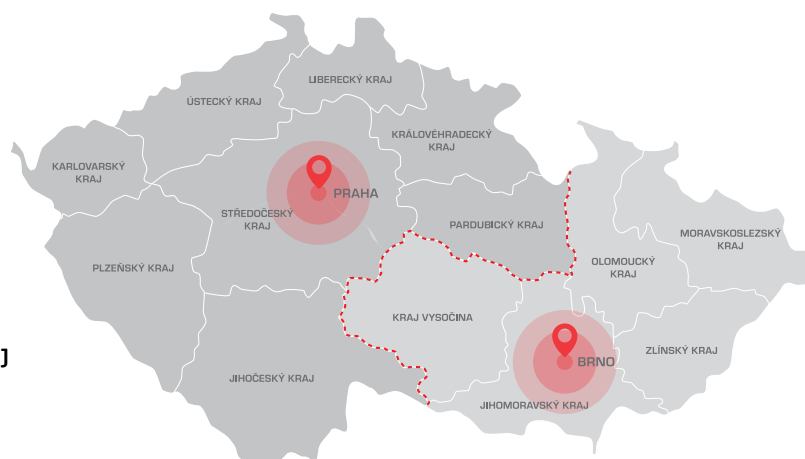 LIBERECKÝ KRAJ
ÚSTECKÝ KRAJ
KRÁLOVÉHRADECKÝ
KRAJ
KARLOVARSKÝ
KRAJ
PRAHA
STŘEDOČESKÝ
KRAJ
PARDUBICKÝ KRAJ
MORAVSKOSLEZSKÝ
KRAJ
OLOMOUCKÝ
KRAJ
PLZEŇSKÝ KRAJ
KRAJ VYSOČINA
ZLÍNSKÝ KRAJ
BRNO
J
JIHOČESKÝ KRAJ
JIHOMORAVSKÝ KRAJ